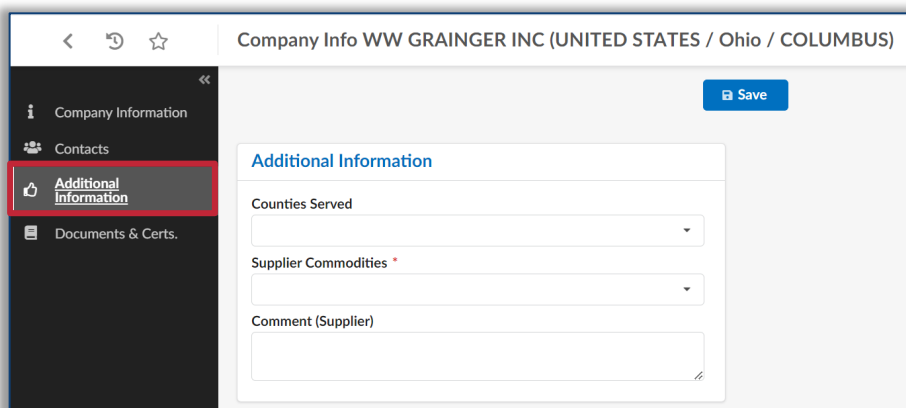 Company Info WW GRAINGER INC (UNITED STATES / Ohio / COLUMBUS)
Company Information
Contacts
Additional
Information
Documents & Certs.
Save
Additional Information
Counties Served
Supplier Commodities *
Comment (Supplier)